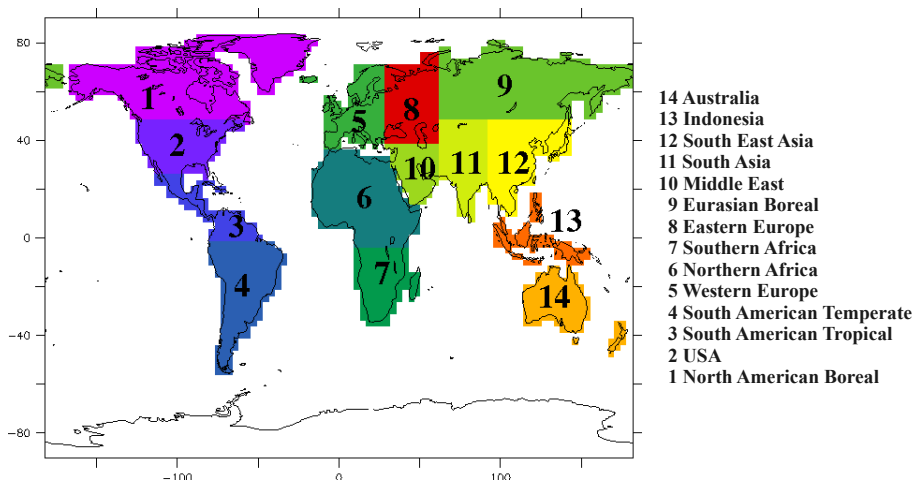 80
40
0
-40
-80
-100
0
100
1
2
3
4
5
6
7
8
9
10
11
12
13
14
14 Australia
13 Indonesia
12 South East Asia
11 South Asia
10 Middle East
9 Eurasian Boreal
8 Eastern Europe
7 Southern Africa
6 Northern Africa
5 Western Europe
4 South American Temperate
3 South American Tropical
2 USA
1 North American Boreal